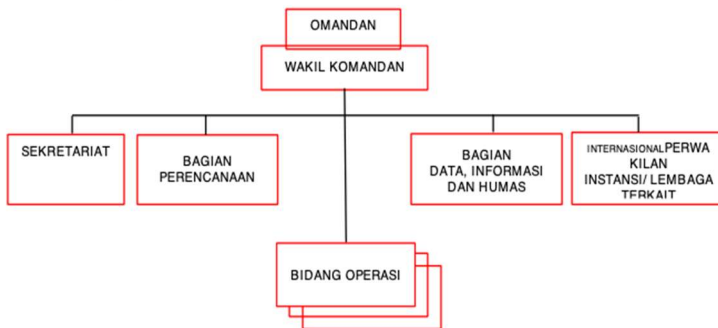 OMANDAN
WAKIL KOMANDAN
SEKRETARIAT
BAGIAN
PERENCANAAN
BAGIAN
DATA, INFORMASI
DAN HUMAS
INTERNASIONALPERWA
KILAN
INSTANSI/ LEMBAGA
TERKAIT
BIDANG OPERASI